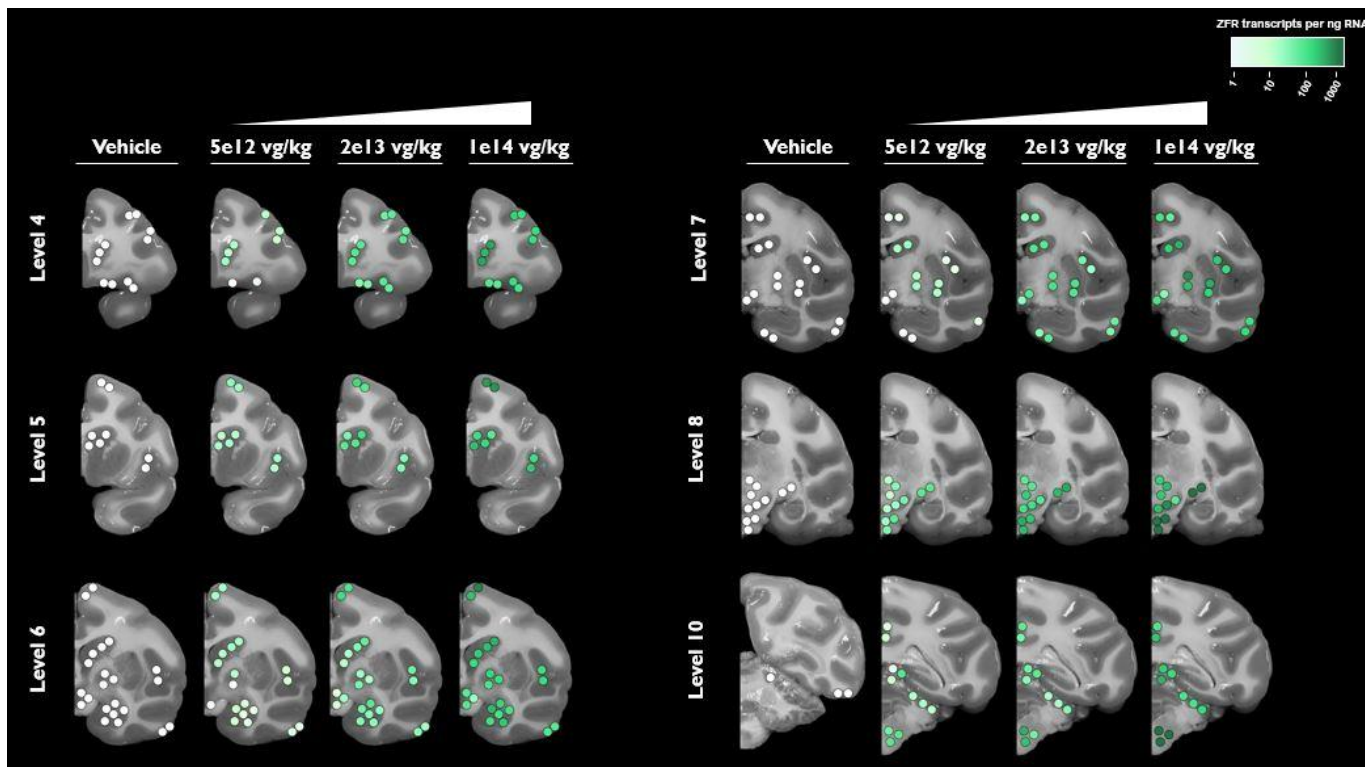 ZFR transcripts per ng RNA
1
10
100
1000
Vehicle
5e12 vg/kg
2e13 vg/kg
1e14 vg/kg
Vehicle
5e12 vg/kg
2e13 vg/kg
1e14 vg/kg
Level 4
Level 7
Level 5
Level 8
Level 6
Level 10